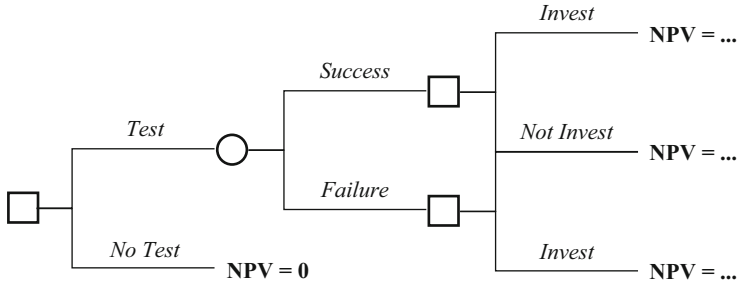 Invest
NPV = ...
Success
Test
Not Invest
NPV = ...
Failure
No Test
NPV = 0
Invest
NPV = ...